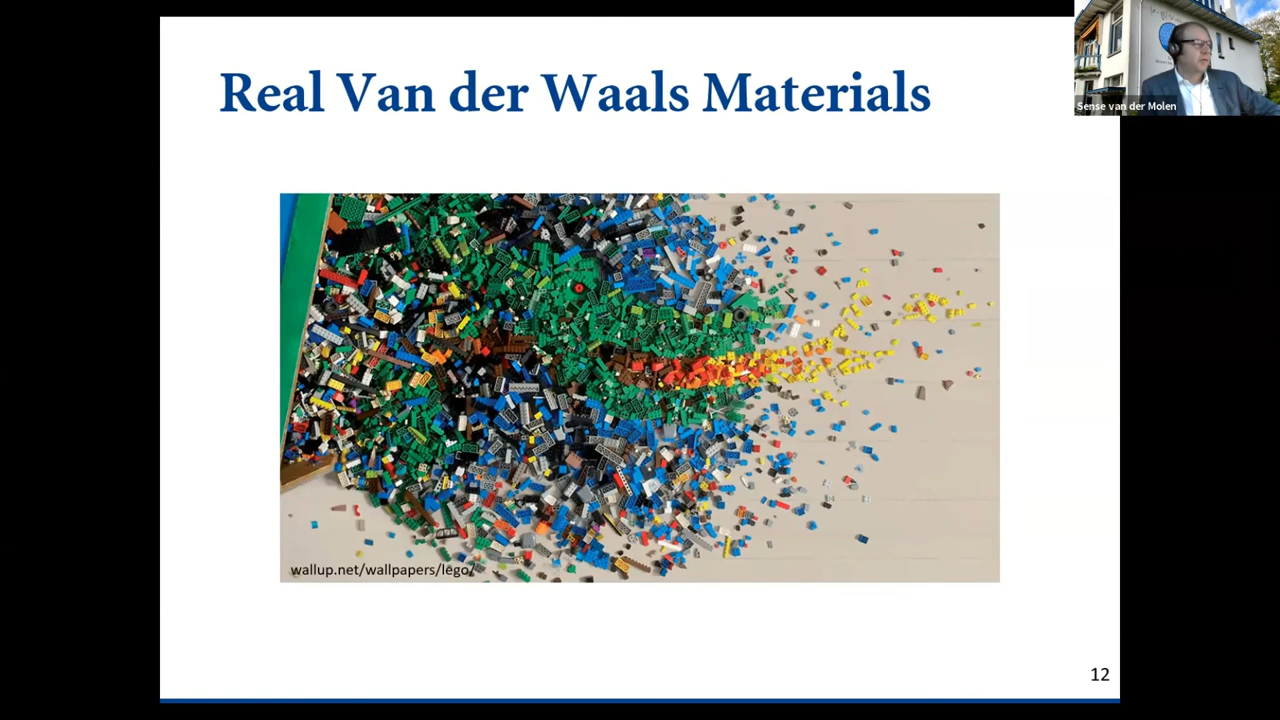 Real Van der Waals Materials
Sense van der Molen
wallup.net/wallpapers/lego/
12